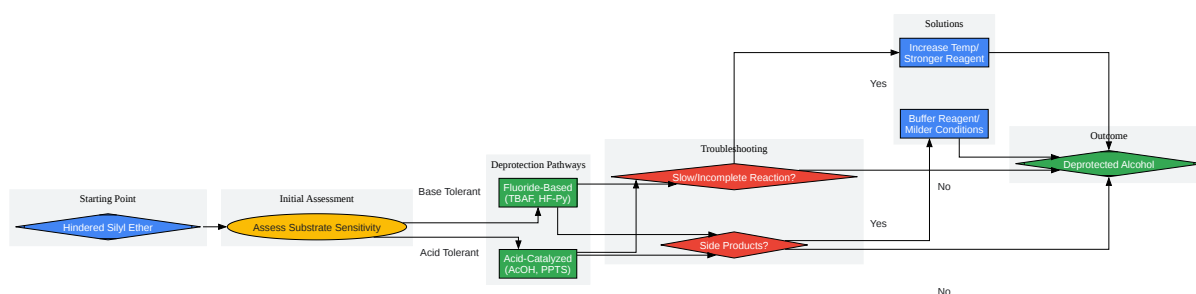 Starting Point
Hindered Silyl Ether
Initial Assessment
Assess Substrate Sensitivity
Base Tolerant
Acid Tolerant
Deprotection Pathways
Fluoride-Based
(TBAF, HF-Py)
Acid-Catalyzed
(AcOH, PPTS)
Troubleshooting
Slow/Incomplete Reaction?
Side Products?
Yes
No
Yes
No
Solutions
Increase Temp/
Stronger Reagent
Buffer Reagent/
Milder Conditions
Outcome
Deprotected Alcohol